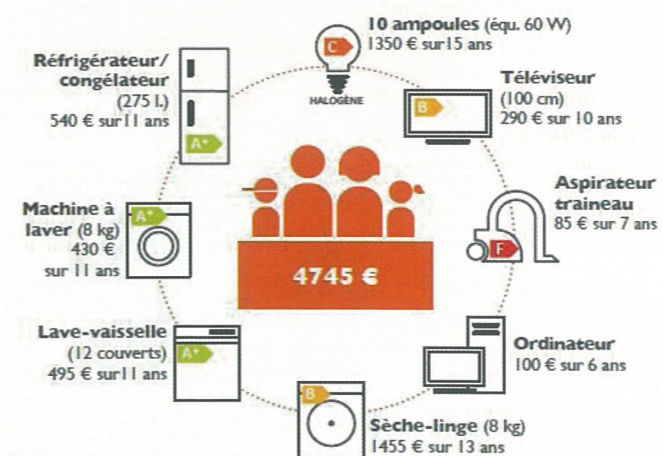 10 ampoules (équ. 60 W)
1350 € sur 15 ans
C
HALOGÈNE
Téléviseur
(100 cm)
290 € sur 10 ans
B
Aspirateur
traineau
85 € sur 7 ans
F
Ordinateur
100 € sur 6 ans
Sèche-linge (8 kg)
1455 € sur 13 ans
B
Lave-vaisselle
(12 couverts)
495 € sur 11 ans
A+
Machine à
laver (8 kg)
430 €
sur 11 ans
A+
Réfrigérateur/
congélateur
(275 l.)
540 € sur 11 ans
A+
4745 €